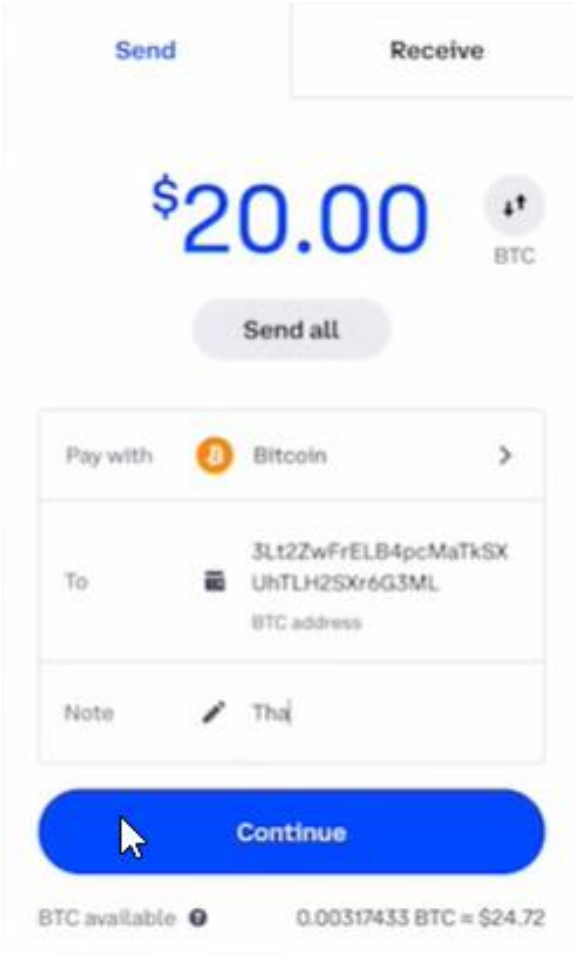 Send
Receive
$20.00
BTC
Send all
Pay with Bitcoin
3Lt2ZwFrELB4pcMaTkSX
To UhTLH2SXr6G3ML
BTC address
Note Tha
Continue
BTC available 0.00317433 BTC ≈ $24.72